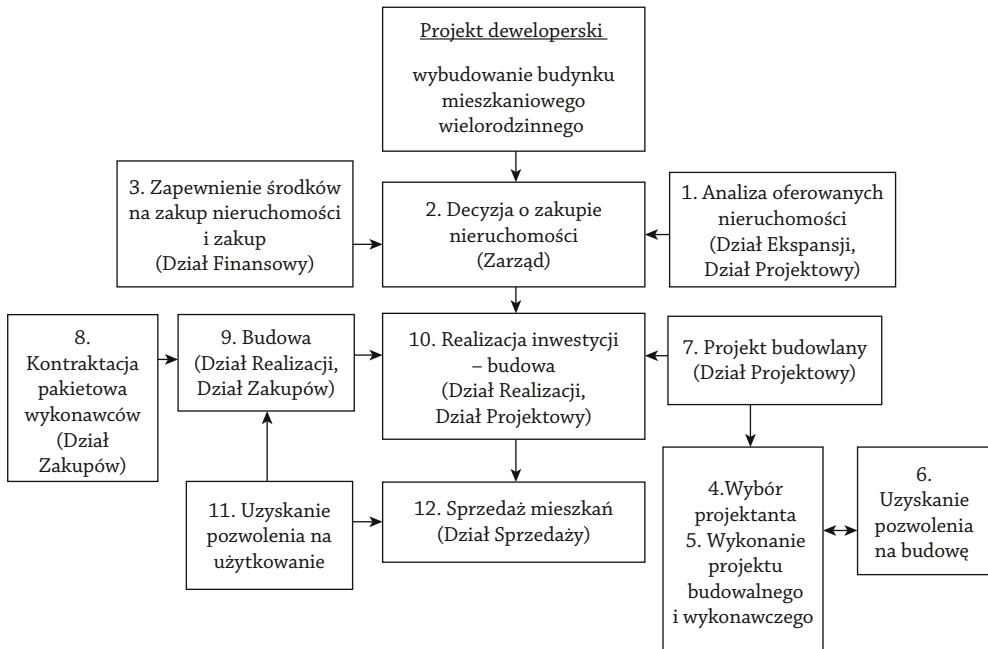 Projekt deweloperski
wybudowanie budynku
mieszkaniowego
wielorodzinnego
3. Zapewnienie środków
na zakup nieruchomości
i zakup
(Dział Finansowy)
2. Decyzja o zakupie
nieruchomości
(Zarząd)
1. Analiza oferowanych
nieruchomości
(Dział Ekspansji,
Dział Projektowy)
8.
Kontraktacja
pakietowa
wykonawców
(Dział
Zakupów)
9. Budowa
(Dział Realizacji,
Dział Zakupów)
10. Realizacja inwestycji
– budowa
(Dział Realizacji,
Dział Projektowy)
7. Projekt budowlany
(Dział Projektowy)
11. Uzyskanie
pozwolenia na
użytkowanie
12. Sprzedaż mieszkań
(Dział Sprzedaży)
4.Wybór
projektanta
5. Wykonanie
projektu
budowalnego
i wykonawczego
6.
Uzyskanie
pozwolenia
na budowę